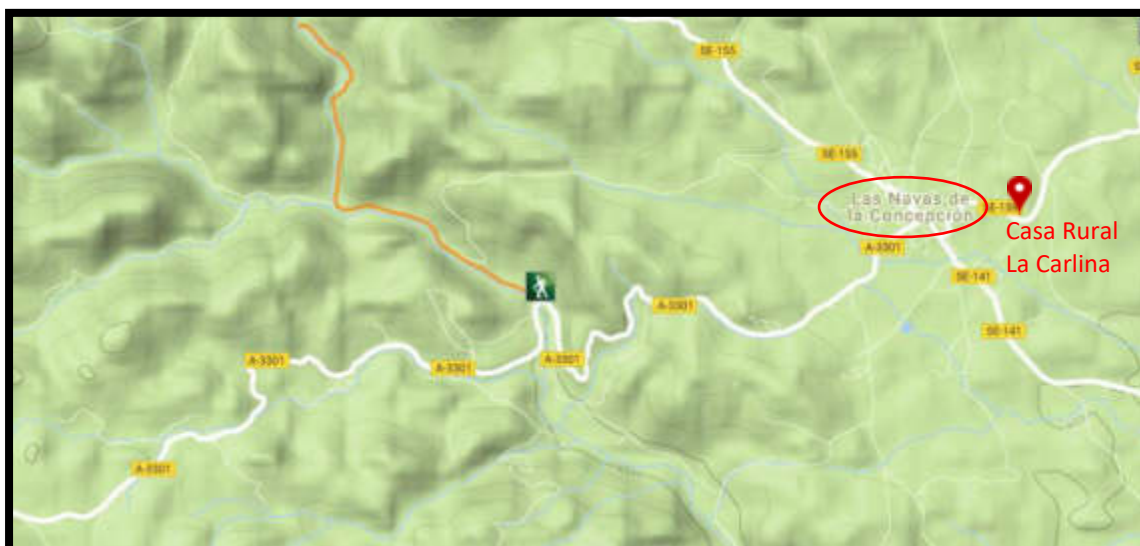 SE-155
SE-155
Las Navas de
la Concepción
Casa Rural
La Carlina
A-3301
SE-141
A-3301
SE-141
A-3301
A-3301
A-3301
A-3301